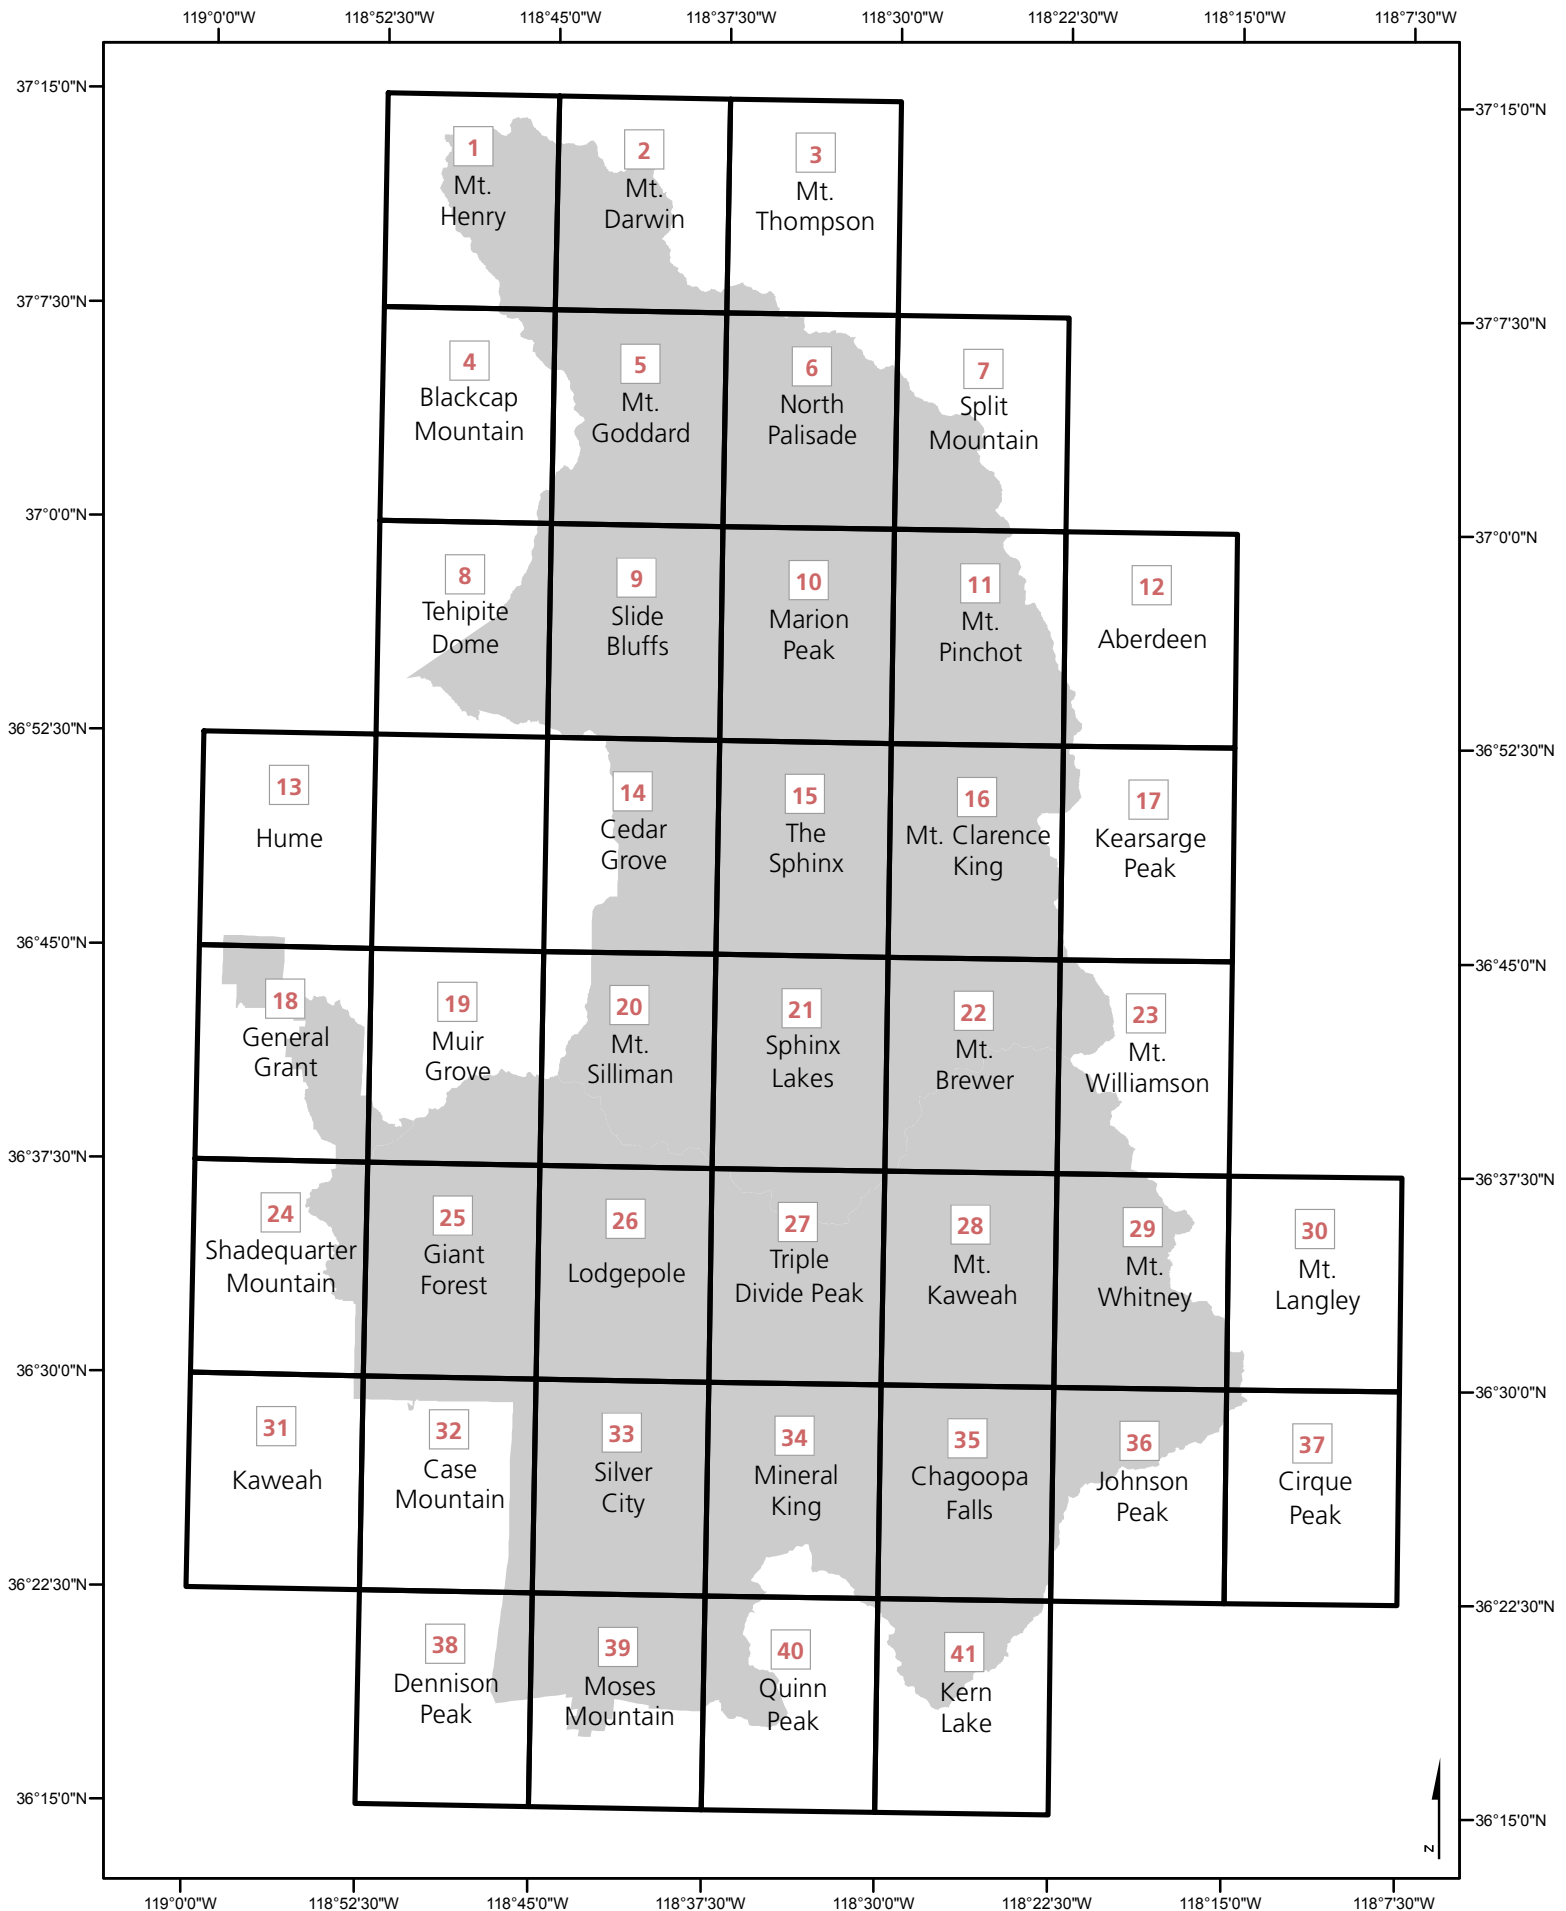 119°0'0"W
118°52'30"W
118°45'0"W
118°37'30"W
118°30'0"W
118°22'30"W
118°15'0"W
118°7'30"W
37°15'0"N
37°15'0"N
1
Mt.
Henry
2
Mt.
Darwin
3
Mt.
Thompson
37°7'30"N
37°7'30"N
4
Blackcap
Mountain
5
Mt.
Goddard
6
North
Palisade
7
Split
Mountain
37°0'0"N
37°0'0"N
8
Tehipite
Dome
9
Slide
Bluffs
10
Marion
Peak
11
Mt.
Pinchot
12
Aberdeen
36°52'30"N
36°52'30"N
13
Hume
14
Cedar
Grove
15
The
Sphinx
16
Mt. Clarence
King
17
Kearsarge
Peak
36°45'0"N
36°45'0"N
18
General
Grant
19
Muir
Grove
20
Mt.
Silliman
21
Sphinx
Lakes
22
Mt.
Brewer
23
Mt.
Williamson
36°37'30"N
36°37'30"N
24
Shadequarter
Mountain
25
Giant
Forest
26
Lodgepole
27
Triple
Divide Peak
28
Mt.
Kaweah
29
Mt.
Whitney
30
Mt.
Langley
36°30'0"N
36°30'0"N
31
Kaweah
32
Case
Mountain
33
Silver
City
34
Mineral
King
35
Chagoopa
Falls
36
Johnson
Peak
37
Cirque
Peak
36°22'30"N
36°22'30"N
38
Dennison
Peak
39
Moses
Mountain
40
Quinn
Peak
41
Kern
Lake
36°15'0"N
36°15'0"N
N
119°0'0"W
118°52'30"W
118°45'0"W
118°37'30"W
118°30'0"W
118°22'30"W
118°15'0"W
118°7'30"W